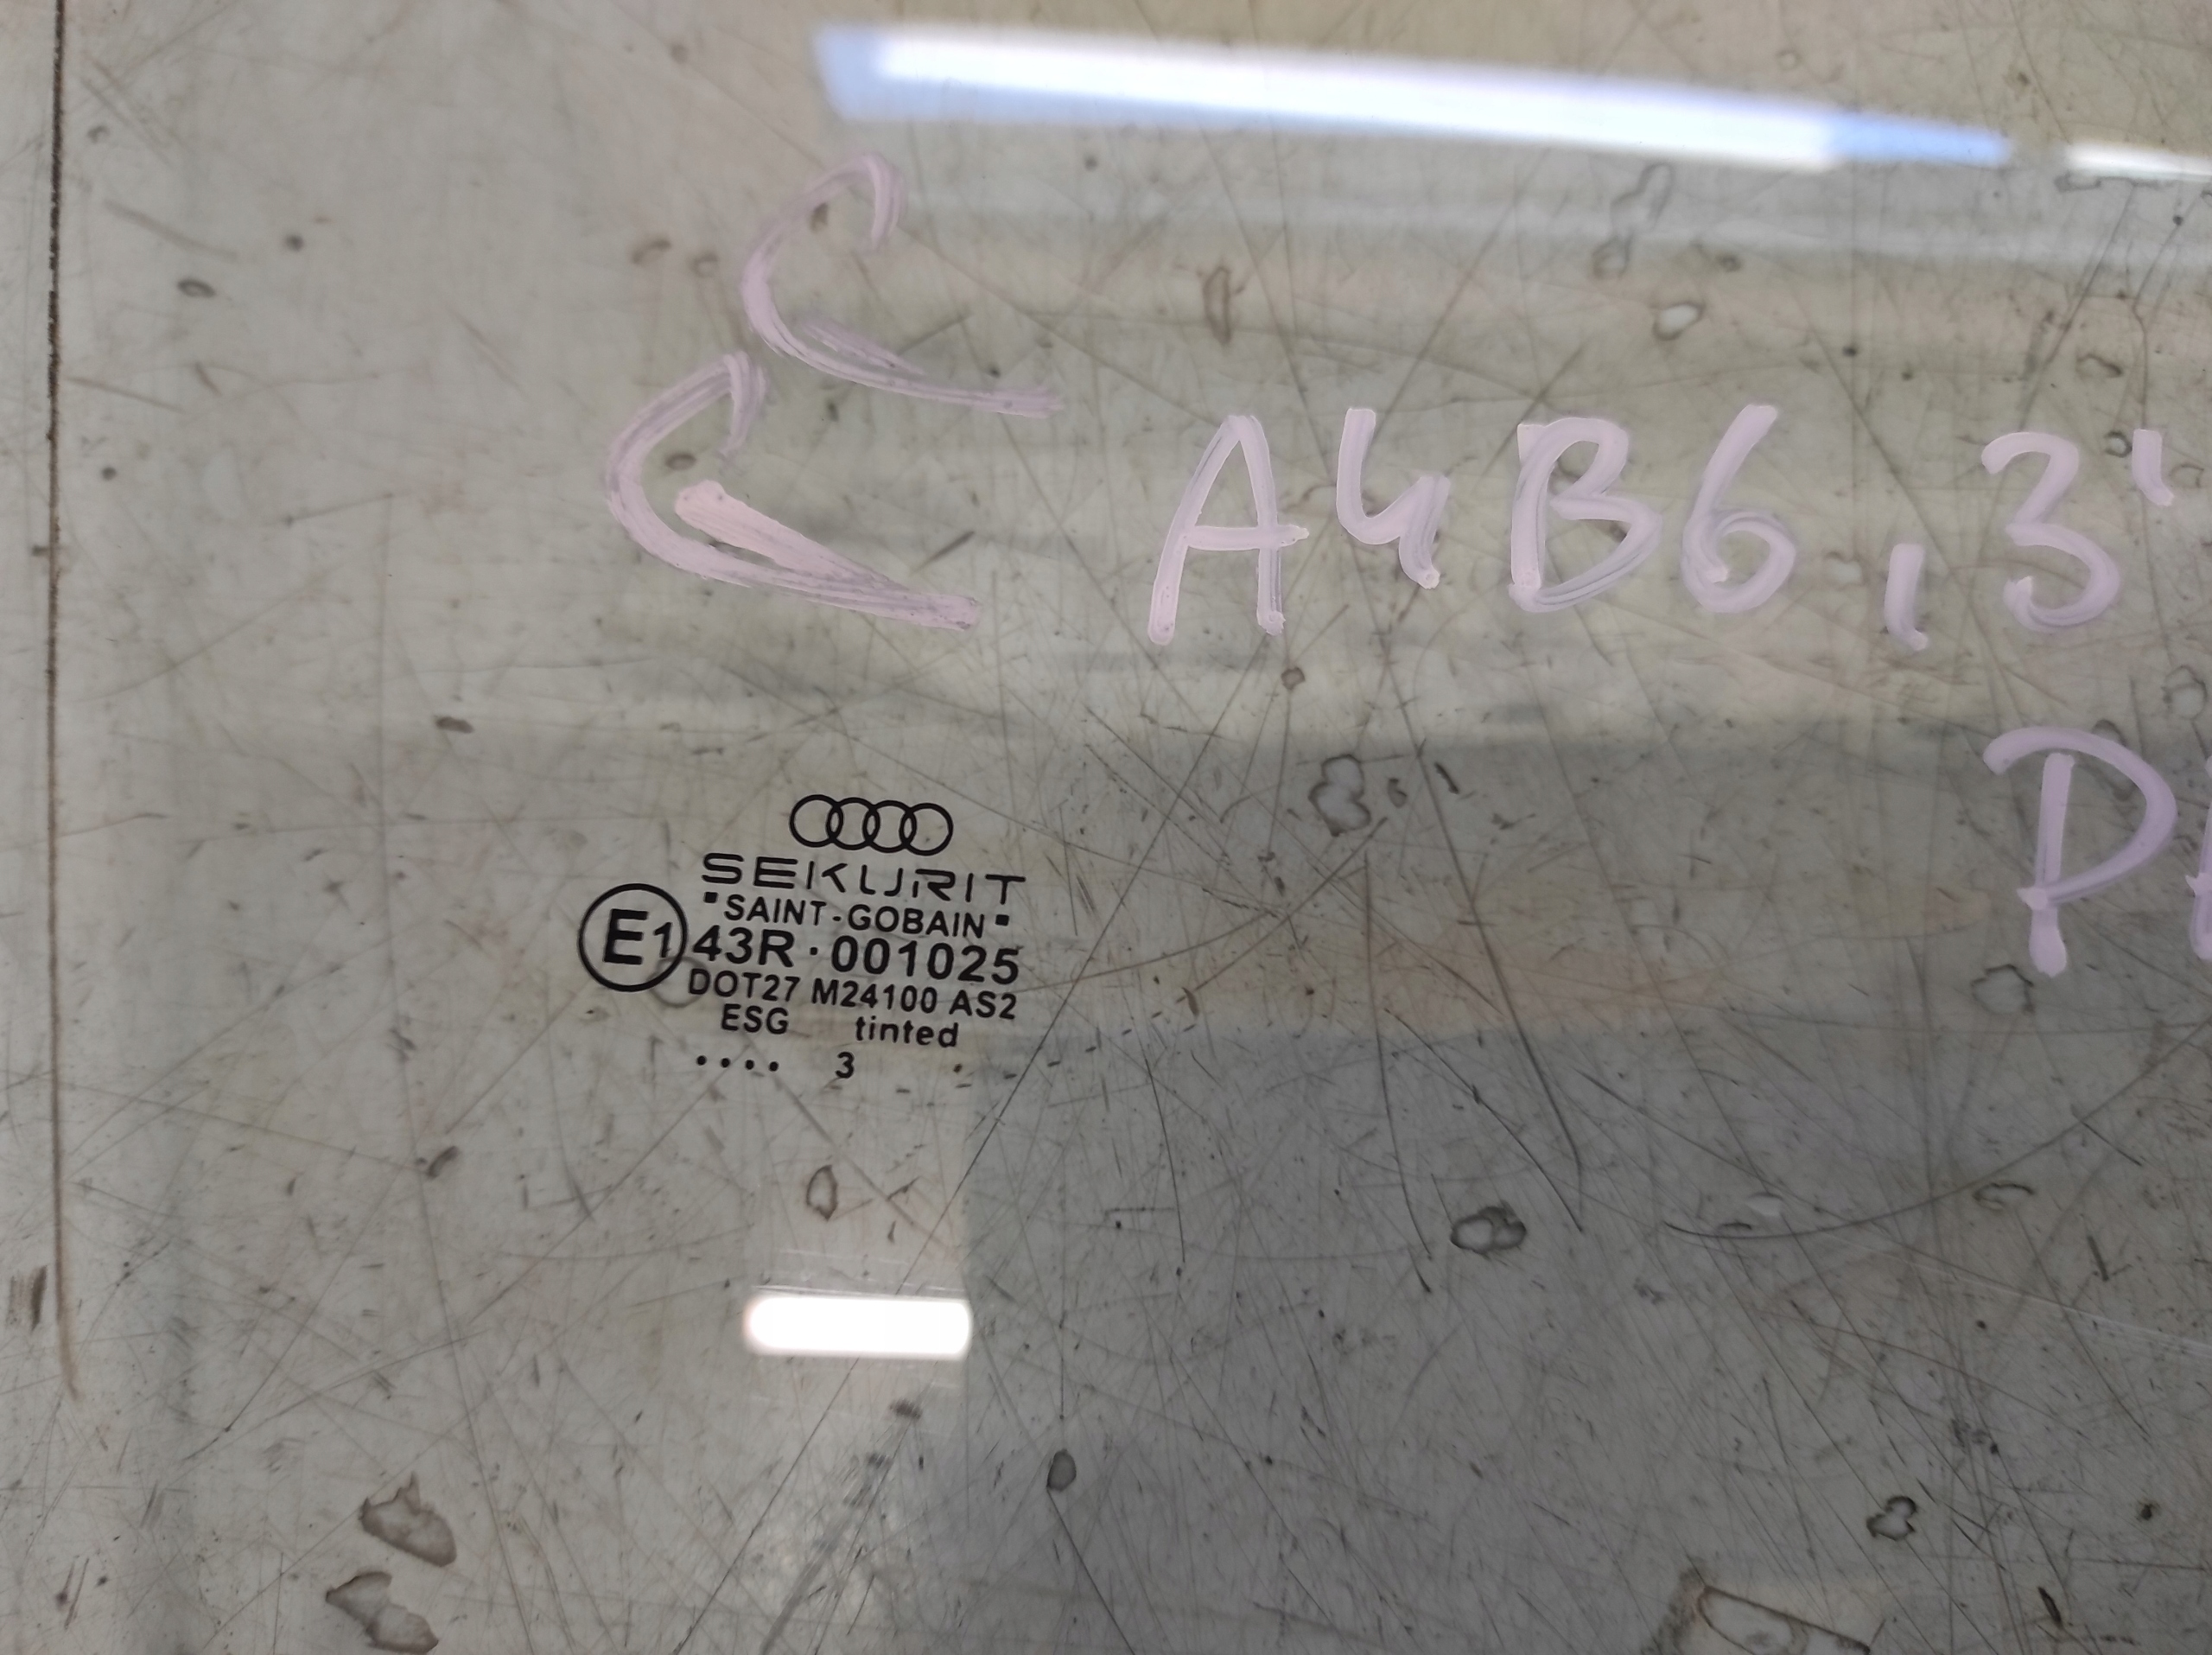 A4B6,3'
SEKURIT
"SAINT-GOBAIN"
E1 43R·001025
DOT27 M24100 AS2
ESG tinted
.... 3